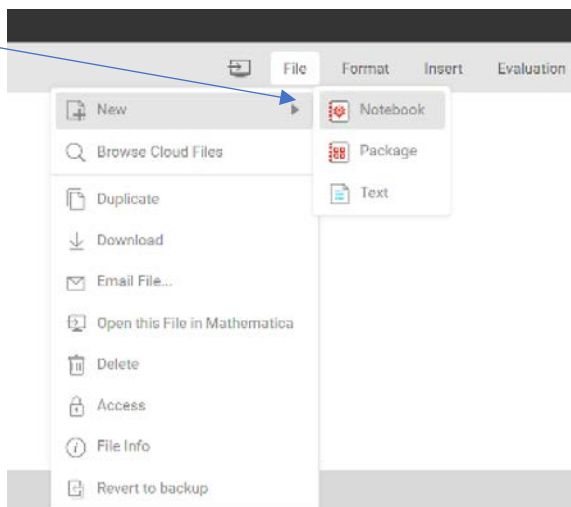 File Format Insert Evaluation
New Notebook
Browse Cloud Files Package
Duplicate Text
Download
Email File...
Open this File in Mathematica
Delete
Access
File Info
Revert to backup